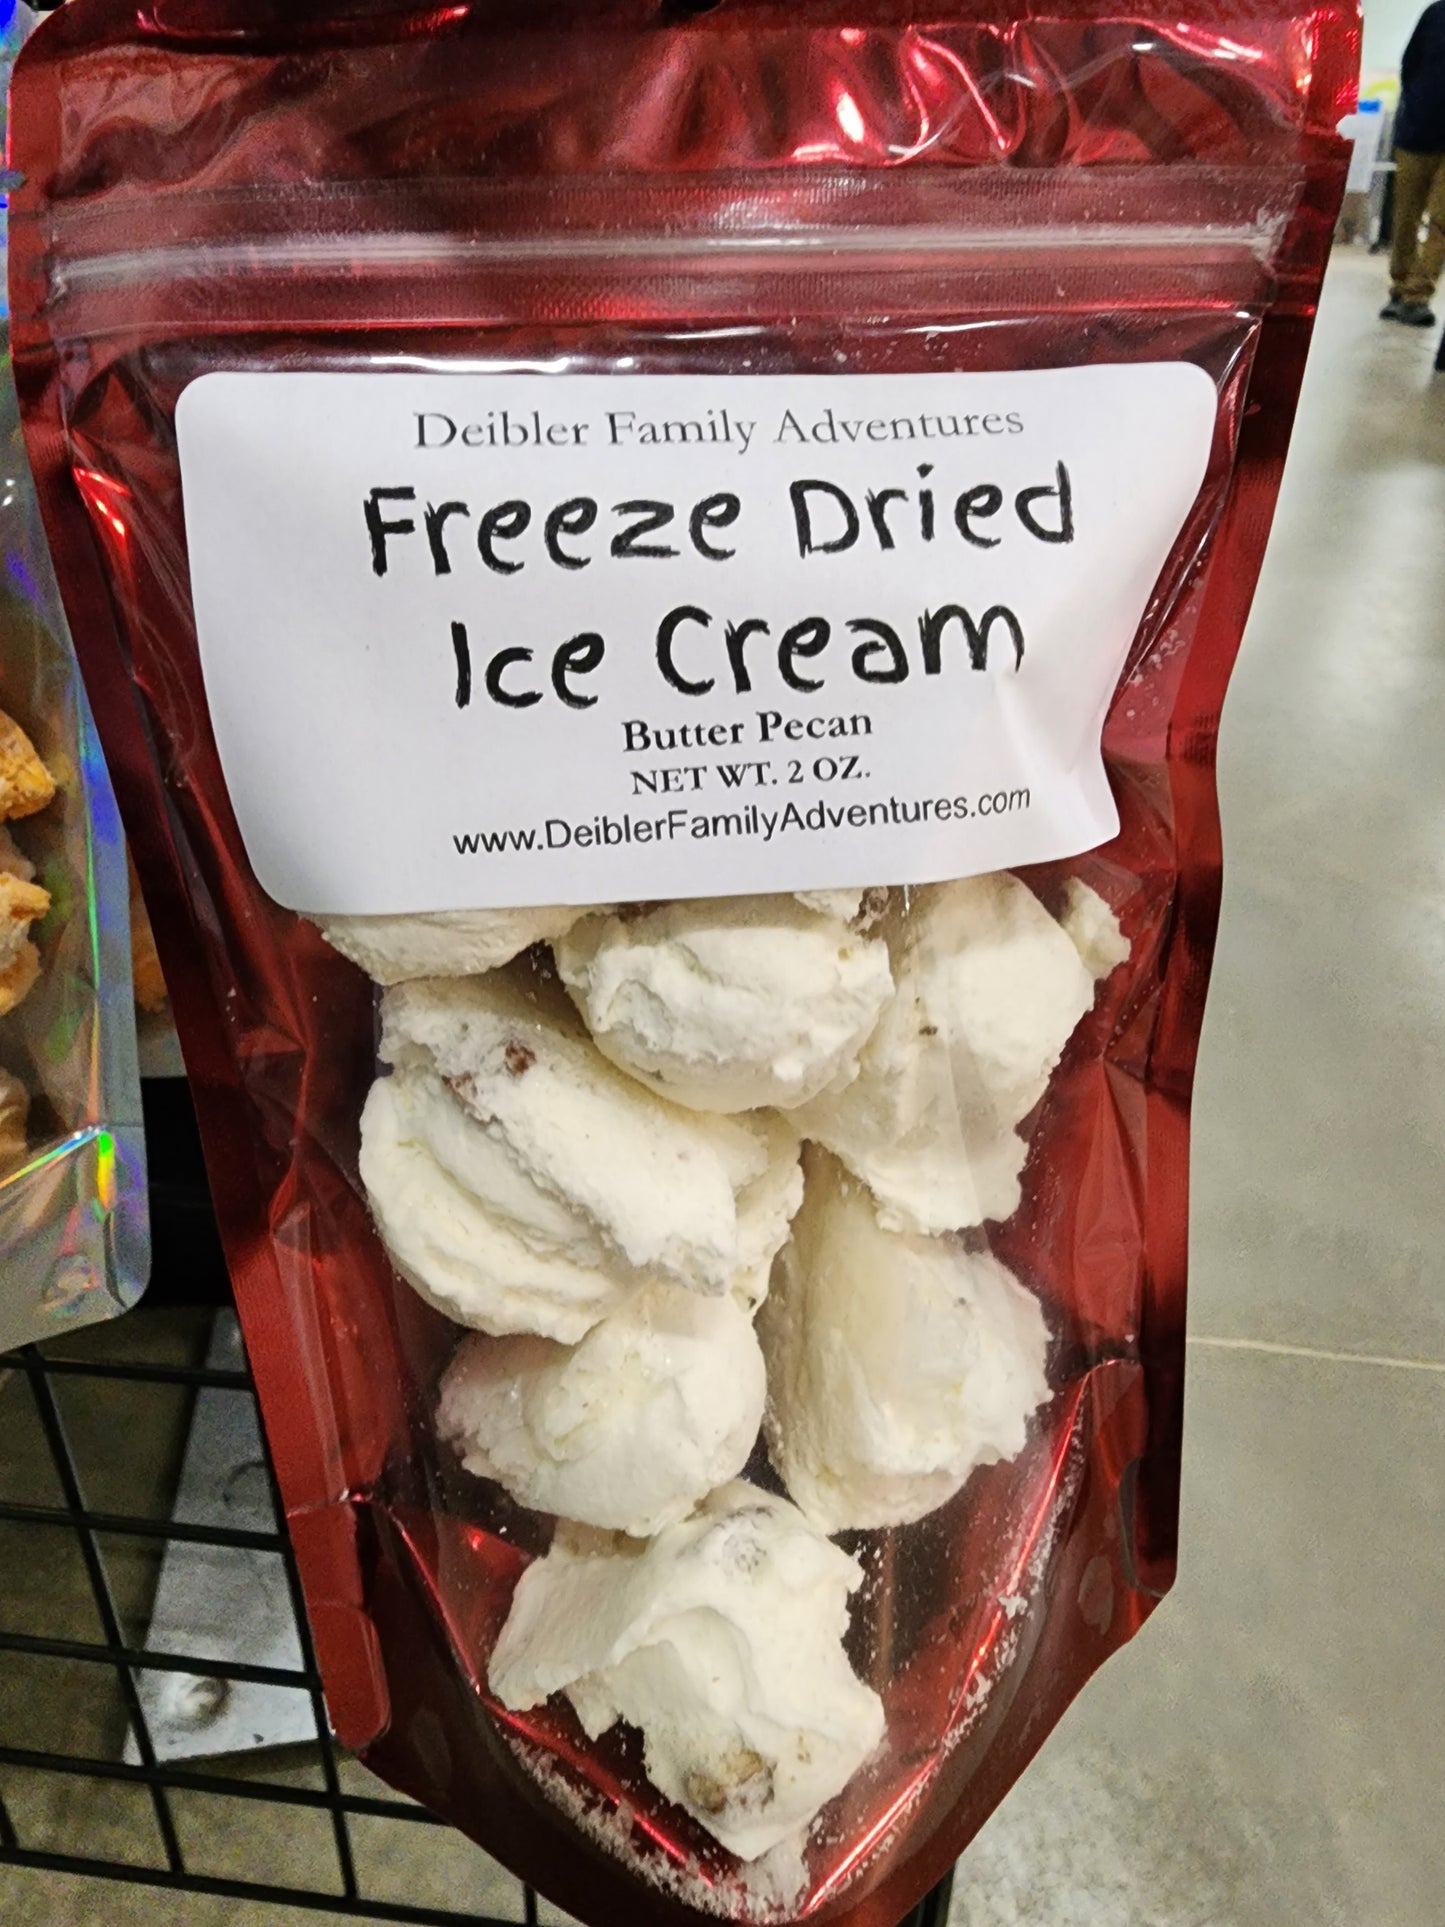 Deibler Family Adventures
Freeze Dried
Ice Cream
Butter Pecan
NET WT. 2 OZ.
www.DeiblerFamilyAdventures.com